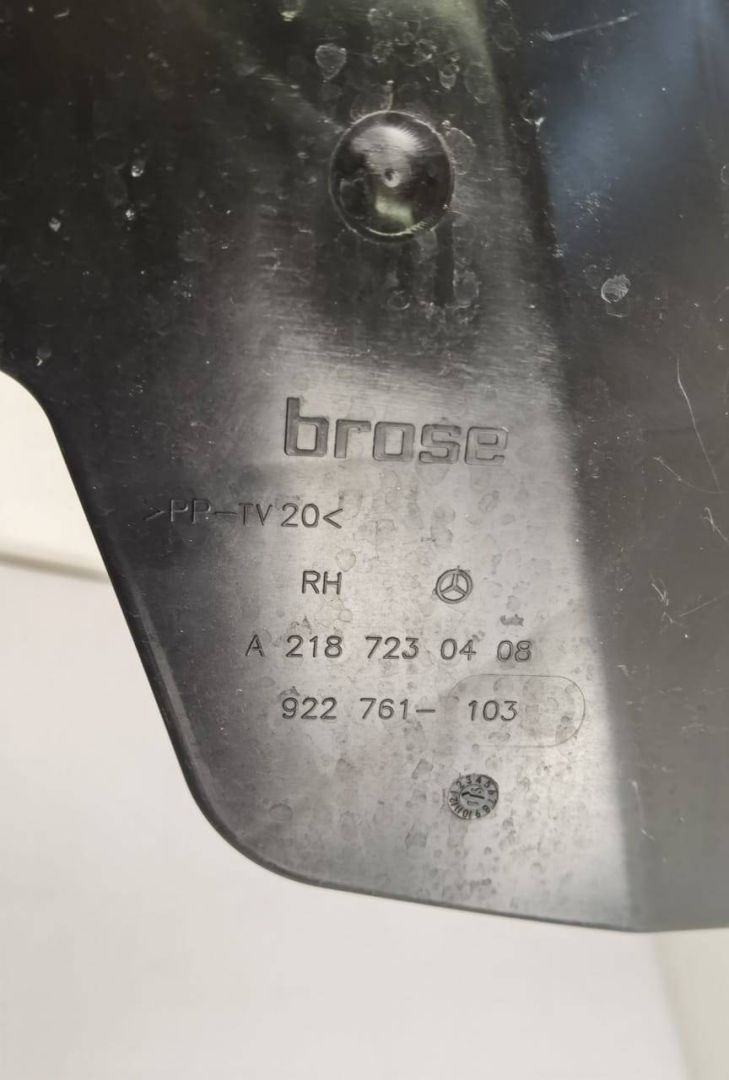 brose
>PP-TV20<
RH
A 218 723 04 08
922 761- 103